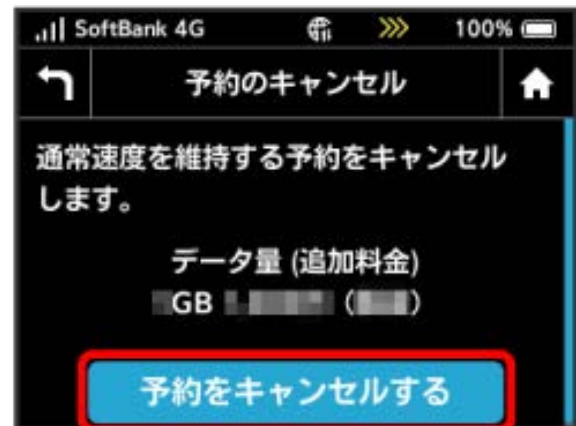 SoftBank 4G 100%
予約のキャンセル
通常速度を維持する予約をキャンセル
します。
データ量 (追加料金)
GB ( )
予約をキャンセルする